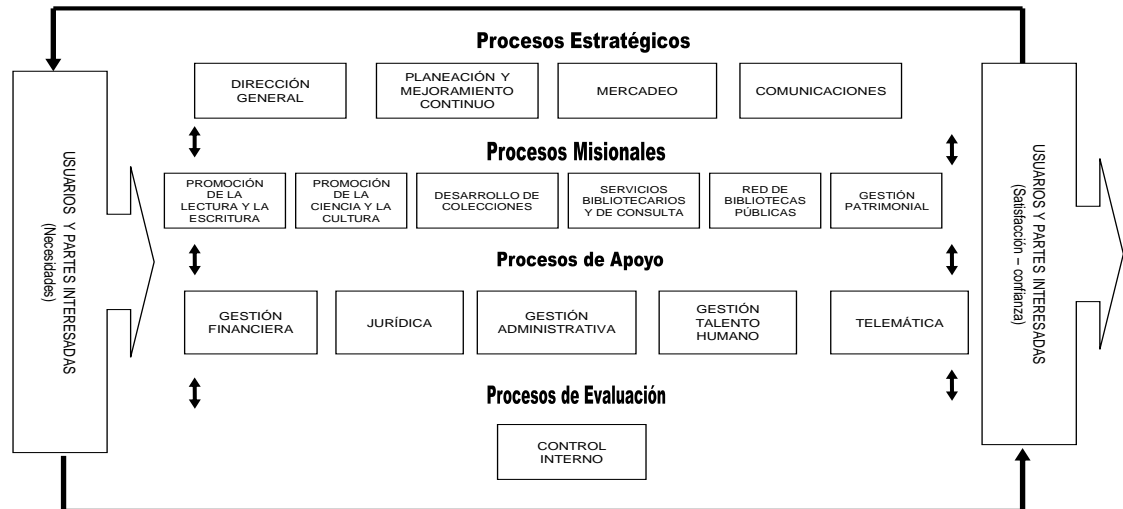 Procesos Estratégicos
DIRECCIÓN
GENERAL
PLANEACIÓN Y
MEJORAMIENTO
CONTINUO
MERCADEO
COMUNICACIONES
USUARIOS Y PARTES INTERESADAS
(Necesidades)
Procesos Misionales
PROMOCIÓN
DE LA
LECTURA Y LA
ESCRITURA
PROMOCIÓN
DE LA
CIENCIA Y LA
CULTURA
DESARROLLO DE
COLECCIONES
SERVICIOS
BIBLIOTECARIOS
Y DE CONSULTA
RED DE
BIBLIOTECAS
PÚBLICAS
GESTIÓN
PATRIMONIAL
Procesos de Apoyo
GESTIÓN
FINANCIERA
JURÍDICA
GESTIÓN
ADMINISTRATIVA
GESTIÓN
TALENTO
HUMANO
TELEMÁTICA
Procesos de Evaluación
CONTROL
INTERNO
USUARIOS Y PARTES INTERESADAS
(Satisfacción – confianza)